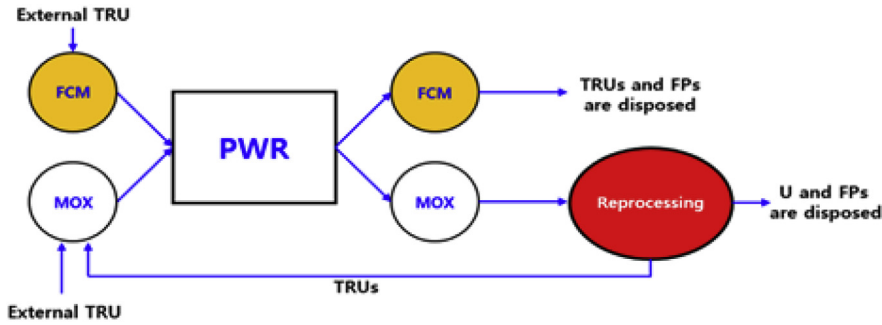 External TRU
FCM
FCM
TRUs and FPs
are disposed
PWR
MOX
MOX
Reprocessing
U and FPs
are disposed
TRUs
External TRU